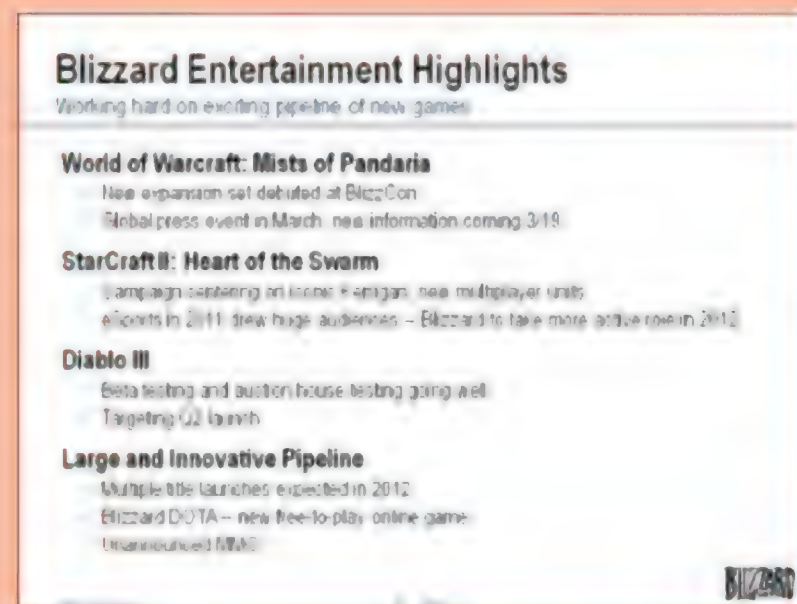 Blizzard Entertainment Highlights
Working hard on exciting pipeline of new games
World of Warcraft: Mists of Pandaria
New expansion set debuted at BlizzCon
Global press event in March, new information coming 3/19
StarCraft II: Heart of the Swarm
Campaign centering on iconic Kerrigan, new multiplayer units
eSports in 2011 drew huge audiences – Blizzard to take more active role in 2012
Diablo III
Beta testing and auction house testing going well
Targeting Q2 launch
Large and Innovative Pipeline
Multiple title launches expected in 2012
Blizzard DOTA – new free-to-play online game
Unannounced MMO
BLIZZARD